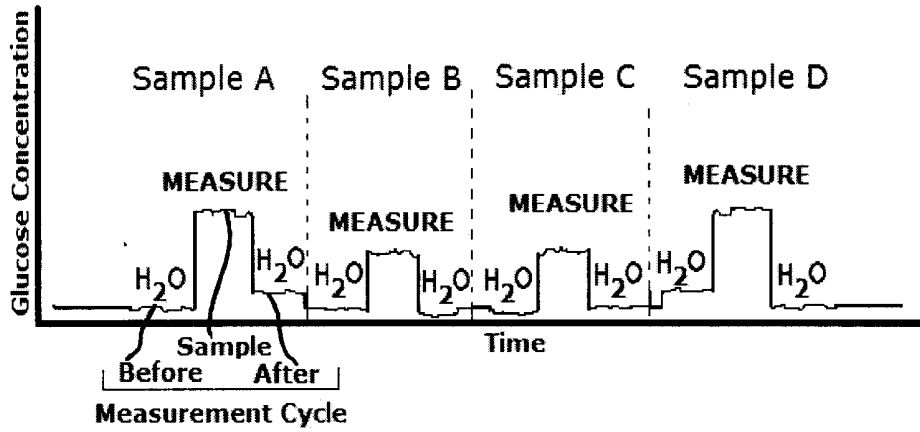 Glucose Concentration
Sample A
Sample B
Sample C
Sample D
MEASURE
MEASURE
MEASURE
MEASURE
H2O
H2O
H2O
H2O
H2O
H2O
H2O
H2O
Sample
Before
After
Measurement Cycle
Time